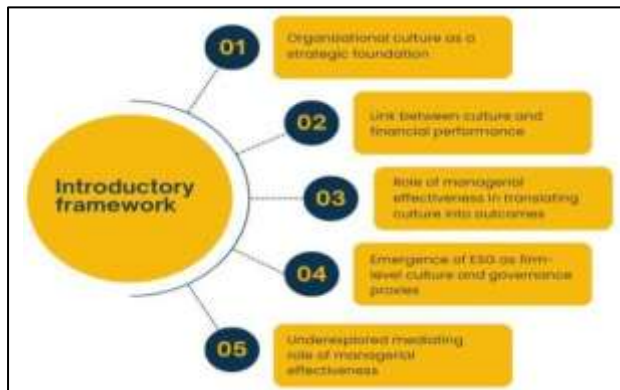 01
Organizational culture as a
strategic foundation
02
Link between culture and
financial performance
Introductory
framework
03
Role of managerial
effectiveness in translating
culture into outcomes
04
Emergence of ESG as firm-
level culture and governance
proxies
05
Underexplored mediating
role of managerial
effectiveness